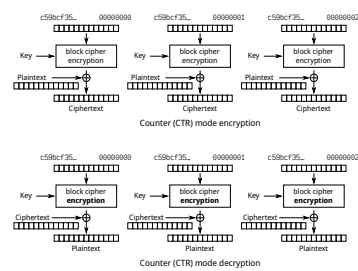 c59bcf35… 00000000 c59bcf35… 00000001 c59bcf35… 00000002
Key block cipher encryption Key block cipher encryption Key block cipher encryption
Plaintext Plaintext Plaintext
Ciphertext Ciphertext Ciphertext
Counter (CTR) mode encryption
c59bcf35… 00000000 c59bcf35… 00000001 c59bcf35… 00000002
Key block cipher encryption Key block cipher encryption Key block cipher encryption
Ciphertext Ciphertext Ciphertext
Plaintext Plaintext Plaintext
Counter (CTR) mode decryption